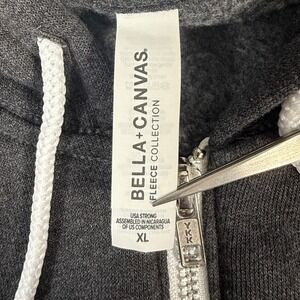 BELLA+CANVAS.
FLEECE COLLECTION
USA STRONG
ASSEMBLED IN NICARAGUA
OF US COMPONENTS
XL
YKK